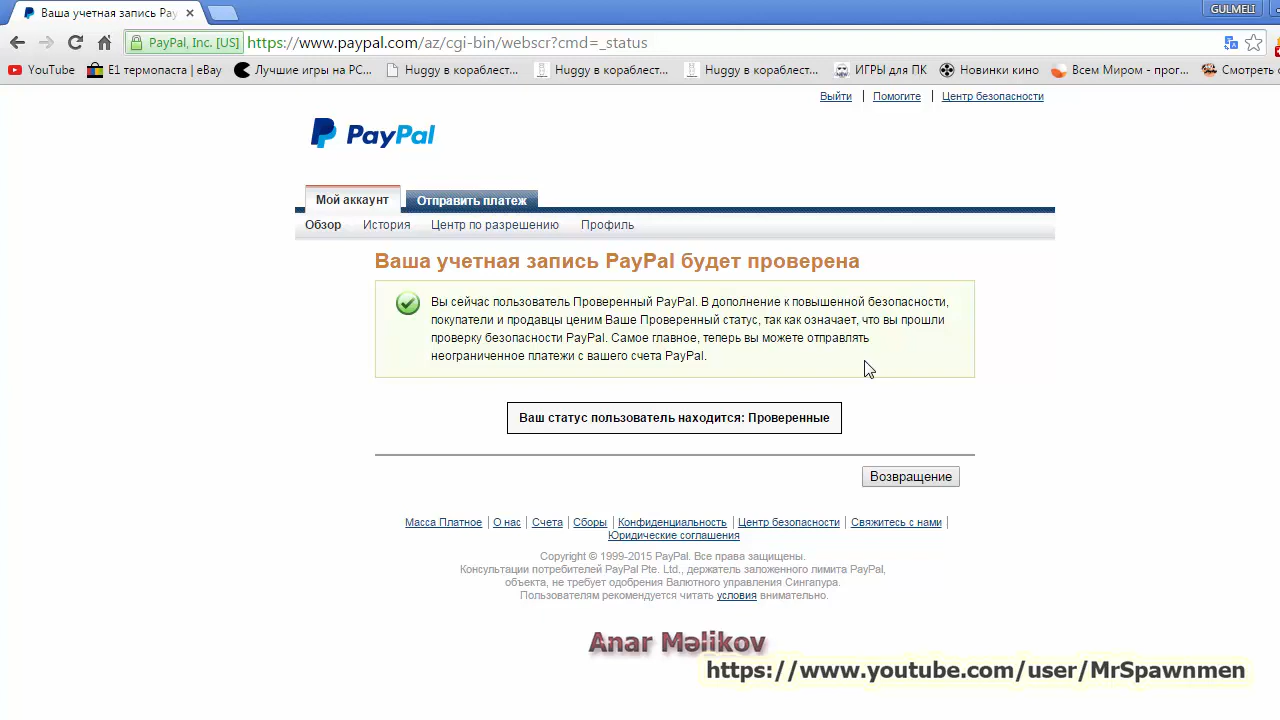 Ваша учетная запись Pay
GULMELI
PayPal, Inc. [US] https://www.paypal.com/az/cgi-bin/webscr?cmd=_status
YouTube E1 термопаста | eBay Лучшие игры на PC... Huggy в кораблест... Huggy в кораблест... Huggy в кораблест... ИГРЫ для ПК Новинки кино Всем Миром - прог... Смотреть о
Выйти | Помогите | Центр безопасности
PayPal
Мой аккаунт Отправить платеж
Обзор История Центр по разрешению Профиль
Ваша учетная запись PayPal будет проверена
Вы сейчас пользователь Проверенный PayPal. В дополнение к повышенной безопасности,
покупатели и продавцы ценим Ваше Проверенный статус, так как означает, что вы прошли
проверку безопасности PayPal. Самое главное, теперь вы можете отправлять
неограниченное платежи с вашего счета PayPal.
Ваш статус пользователь находится: Проверенные
Возвращение
Масса Платное | О нас | Счета | Сборы | Конфиденциальность | Центр безопасности | Свяжитесь с нами |
Юридические соглашения
Copyright © 1999-2015 PayPal. Все права защищены.
Консультации потребителей PayPal Pte. Ltd., держатель заложенного лимита PayPal,
объекта, не требует одобрения Валютного управления Сингапура.
Пользователям рекомендуется читать условия внимательно.
Anar Məlikov
https://www.youtube.com/user/MrSpawnmen